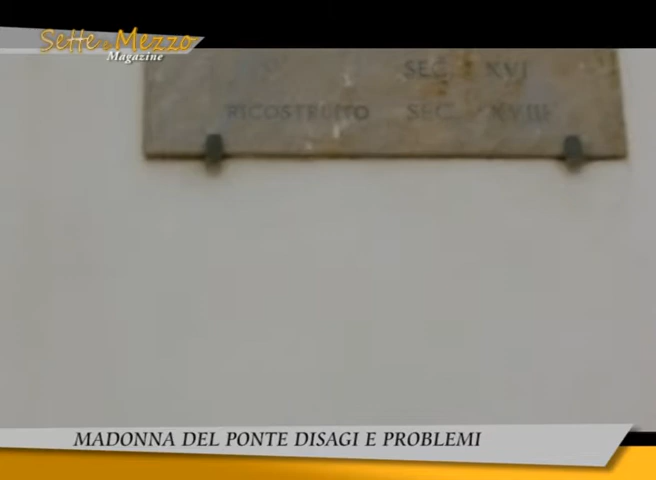 Sette e Mezzo
Magazine
SEC. XVI
RICOSTRUITO SEC. XVIII
MADONNA DEL PONTE DISAGI E PROBLEMI